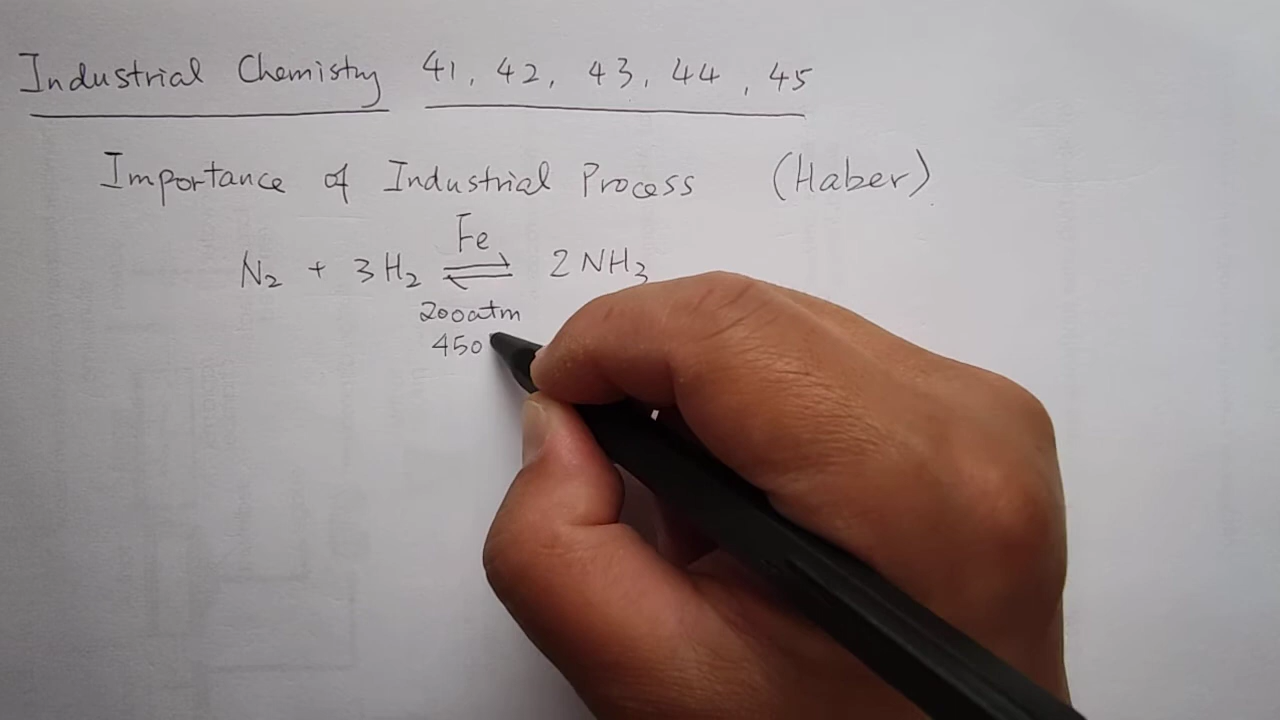 Industrial Chemistry 41, 42, 43, 44, 45
Importance of Industrial Process (Haber)
Fe
N₂ + 3H₂ ⇌ 2NH₃
200atm
450